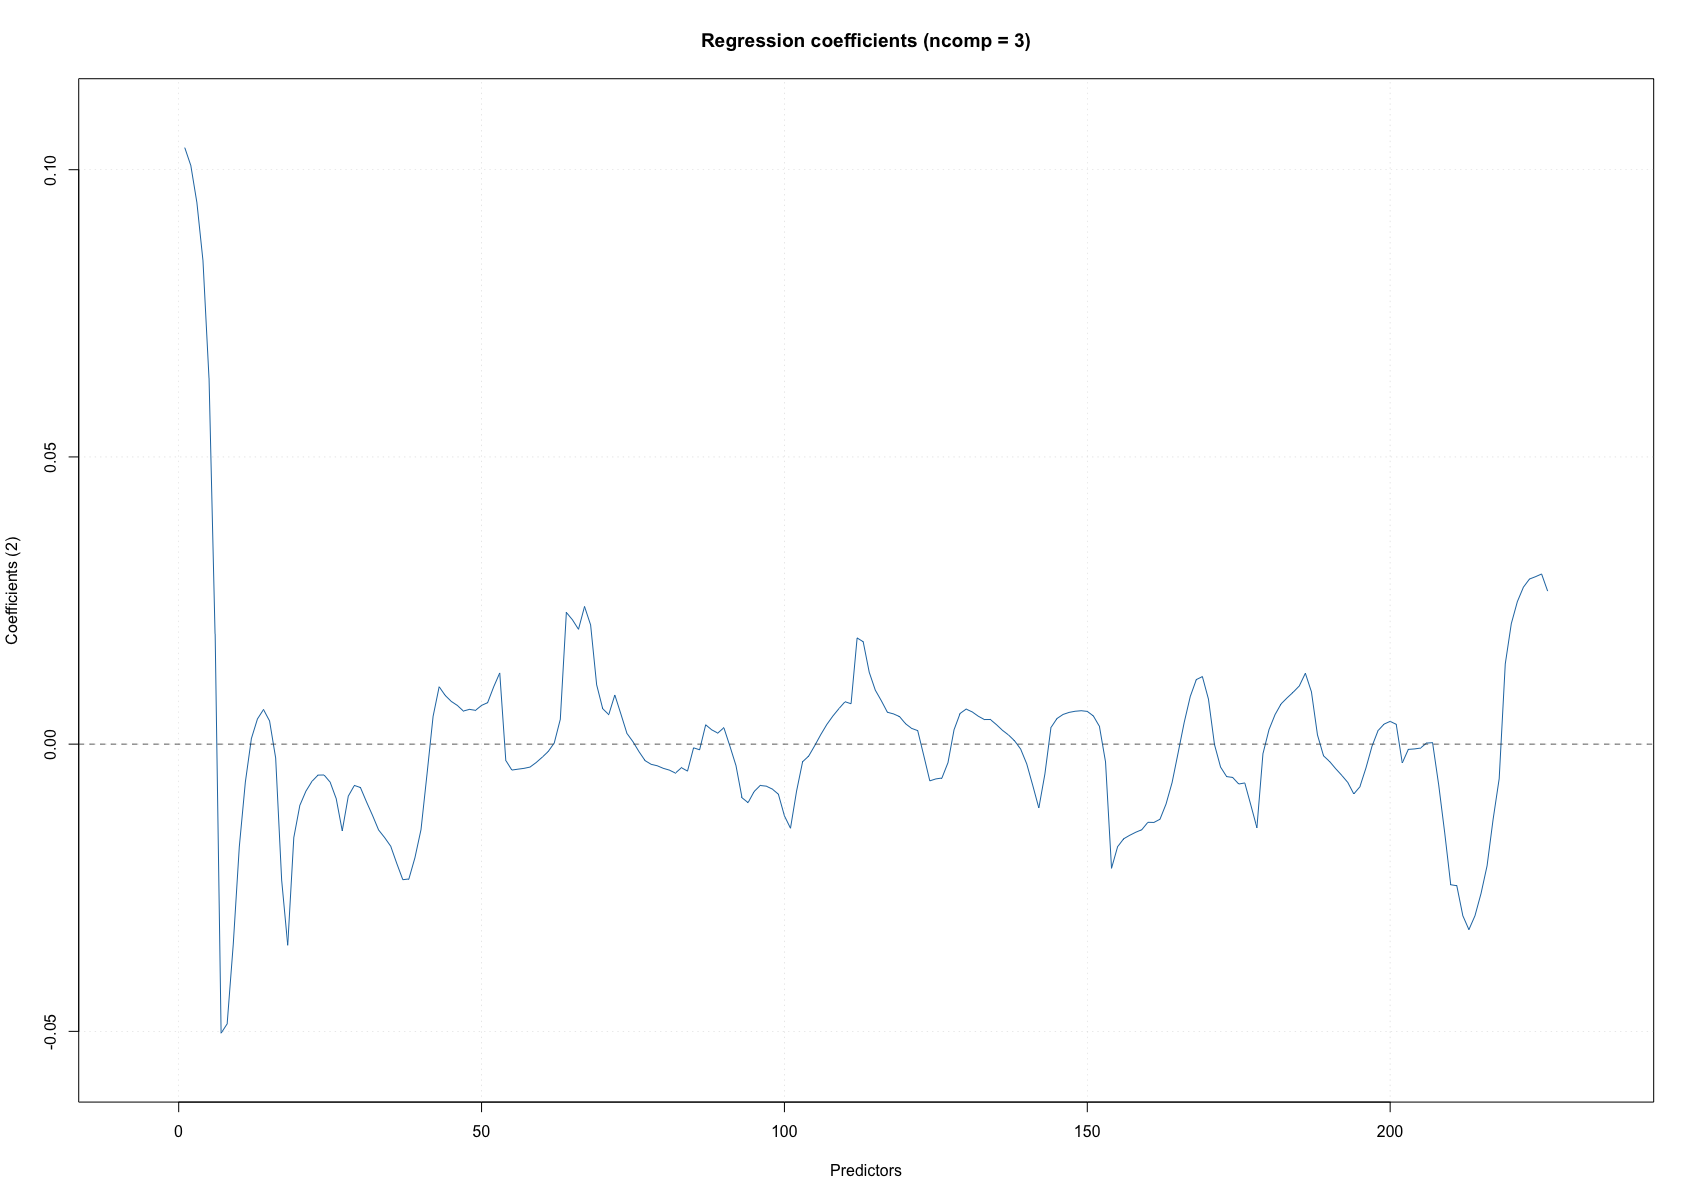 Regression coefficients (ncomp = 3)
Coefficients (2)
0.10
0.05
0.00
-0.05
0 50 100 150 200
Predictors